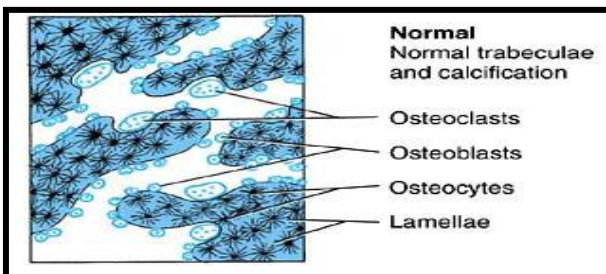 Normal
Normal trabeculae
and calcification
Osteoclasts
Osteoblasts
Osteocytes
Lamellae